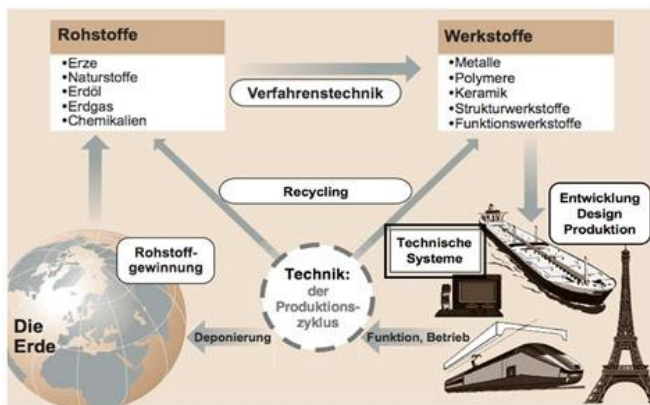 Rohstoffe
•Erze
•Naturstoffe
•Erdöl
•Erdgas
•Chemikalien
Verfahrenstechnik
Werkstoffe
•Metalle
•Polymere
•Keramik
•Strukturwerkstoffe
•Funktionswerkstoffe
Recycling
Entwicklung
Design
Produktion
Technische
Systeme
Rohstoff-
gewinnung
Technik:
der
Produktions-
zyklus
Die
Erde
Deponierung
Funktion, Betrieb